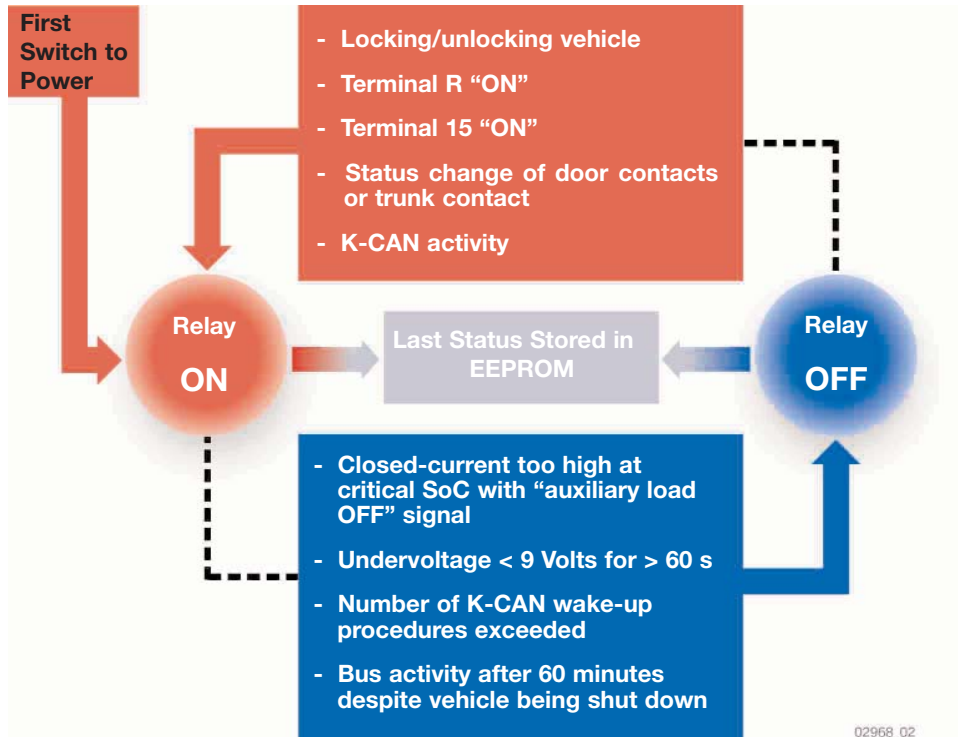 First
Switch to
Power
- Locking/unlocking vehicle
- Terminal R “ON”
- Terminal 15 “ON”
- Status change of door contacts
or trunk contact
- K-CAN activity
Relay
ON
Last Status Stored in
EEPROM
Relay
OFF
- Closed-current too high at
critical SoC with “auxiliary load
OFF” signal
- Undervoltage < 9 Volts for > 60 s
- Number of K-CAN wake-up
procedures exceeded
- Bus activity after 60 minutes
despite vehicle being shut down
02968_02